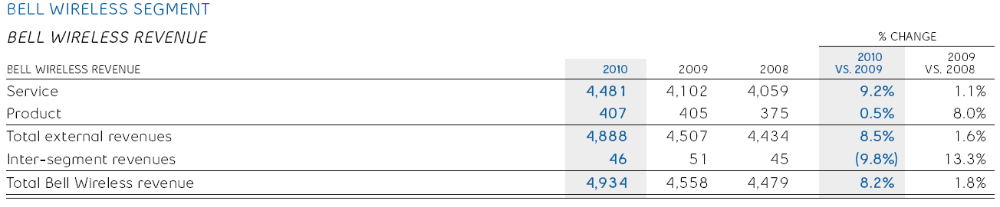 BELL WIRELESS SEGMENT
BELL WIRELESS REVENUE % CHANGE
BELL WIRELESS REVENUE 2010 2009 2008 2010 VS. 2009 2009 VS. 2008
Service 4,481 4,102 4,059 9.2% 1.1%
Product 407 405 375 0.5% 8.0%
Total external revenues 4,888 4,507 4,434 8.5% 1.6%
Inter-segment revenues 46 51 45 (9.8%) 13.3%
Total Bell Wireless revenue 4,934 4,558 4,479 8.2% 1.8%